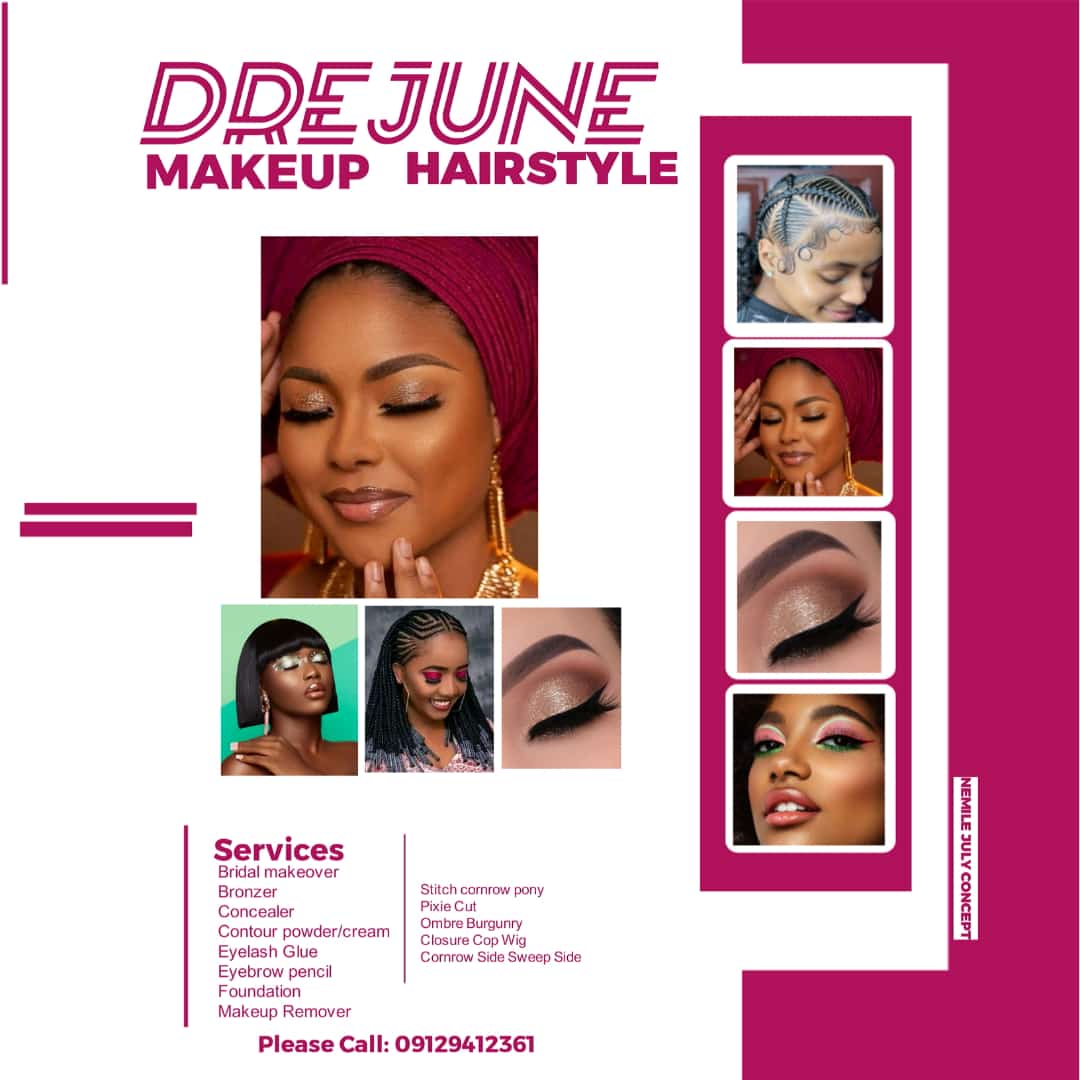 DREJUNE
MAKEUP HAIRSTYLE
Services
Bridal makeover
Bronzer
Concealer
Contour powder/cream
Eyelash Glue
Eyebrow pencil
Foundation
Makeup Remover
Stitch cornrow pony
Pixie Cut
Ombre Burgunry
Closure Cop Wig
Cornrow Side Sweep Side
Please Call: 09129412361
NEMILE JULY CONCEPT